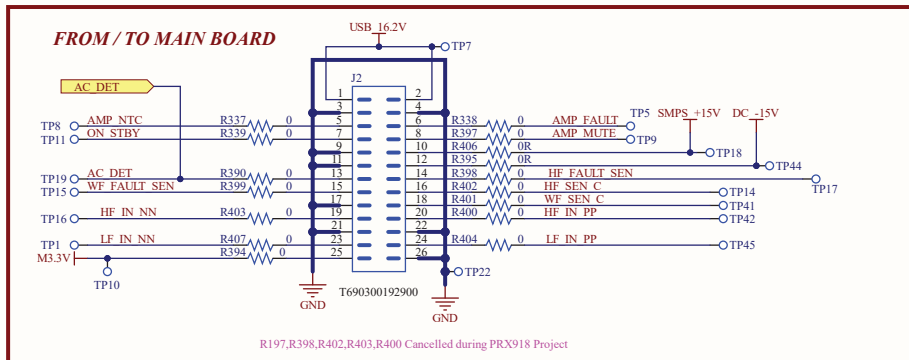 USB_16.2V
FROM / TO MAIN BOARD
TP7
J2
AC_DET
1 2
3 4
TP8 AMP_NTC R337 0 5 6 R338 0 AMP_FAULT TP5 SMPS_+15V DC_-15V
TP11 ON_STBY R339 0 7 8 R397 0 AMP_MUTE TP9
9 10 R406 0R TP18
11 12 R395 0R TP44
TP19 AC_DET R390 0 13 14 R398 0 HF_FAULT_SEN TP17
TP15 WF_FAULT_SEN R399 0 15 16 R402 0 HF_SEN_C TP14
17 18 R401 0 WF_SEN_C TP41
TP16 HF_IN_NN R403 0 19 20 R400 0 HF_IN_PP TP42
21 22
TP1 LF_IN_NN R407 0 23 24 R404 0 LF_IN_PP TP45
M3.3V R394 0 25 26
TP10 TP22
T690300192900
GND GND
R197,R398,R402,R403,R400 Cancelled during PRX918 Project